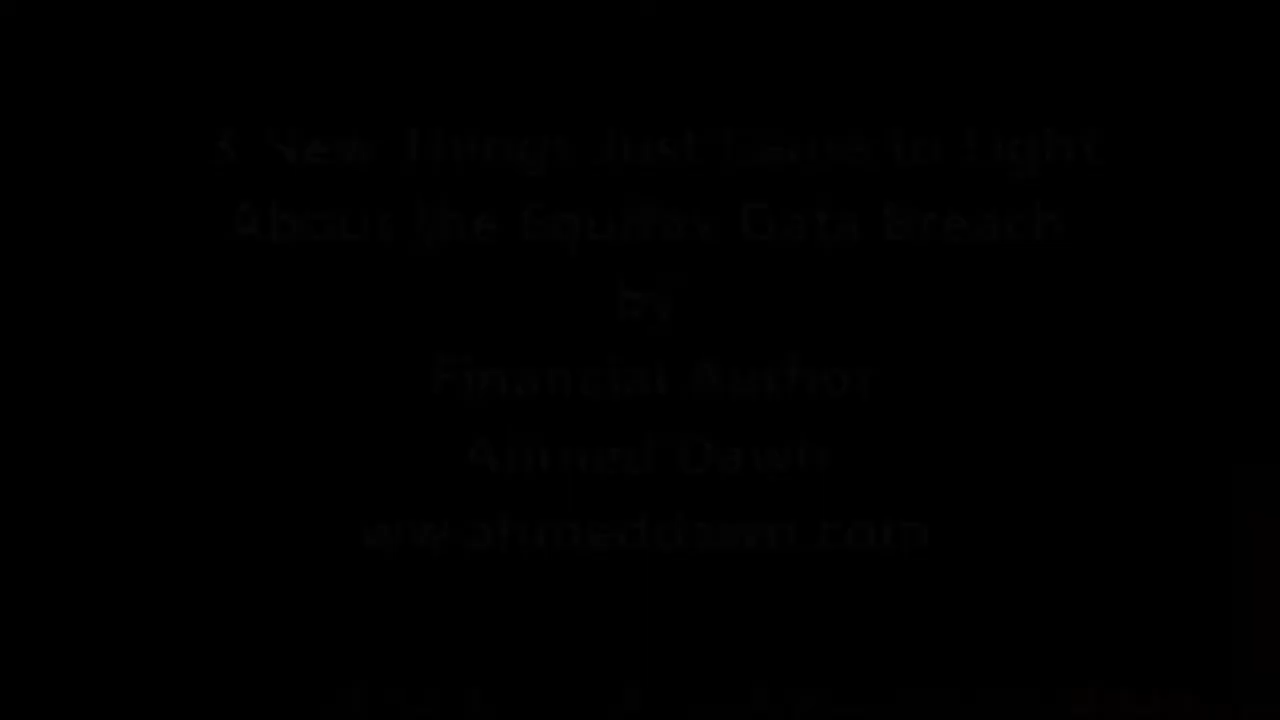 3 New Things Just Came to Light
About the Equifax Data Breach
by
Financial Author
Ahmed Dawn
www.ahmeddawn.com